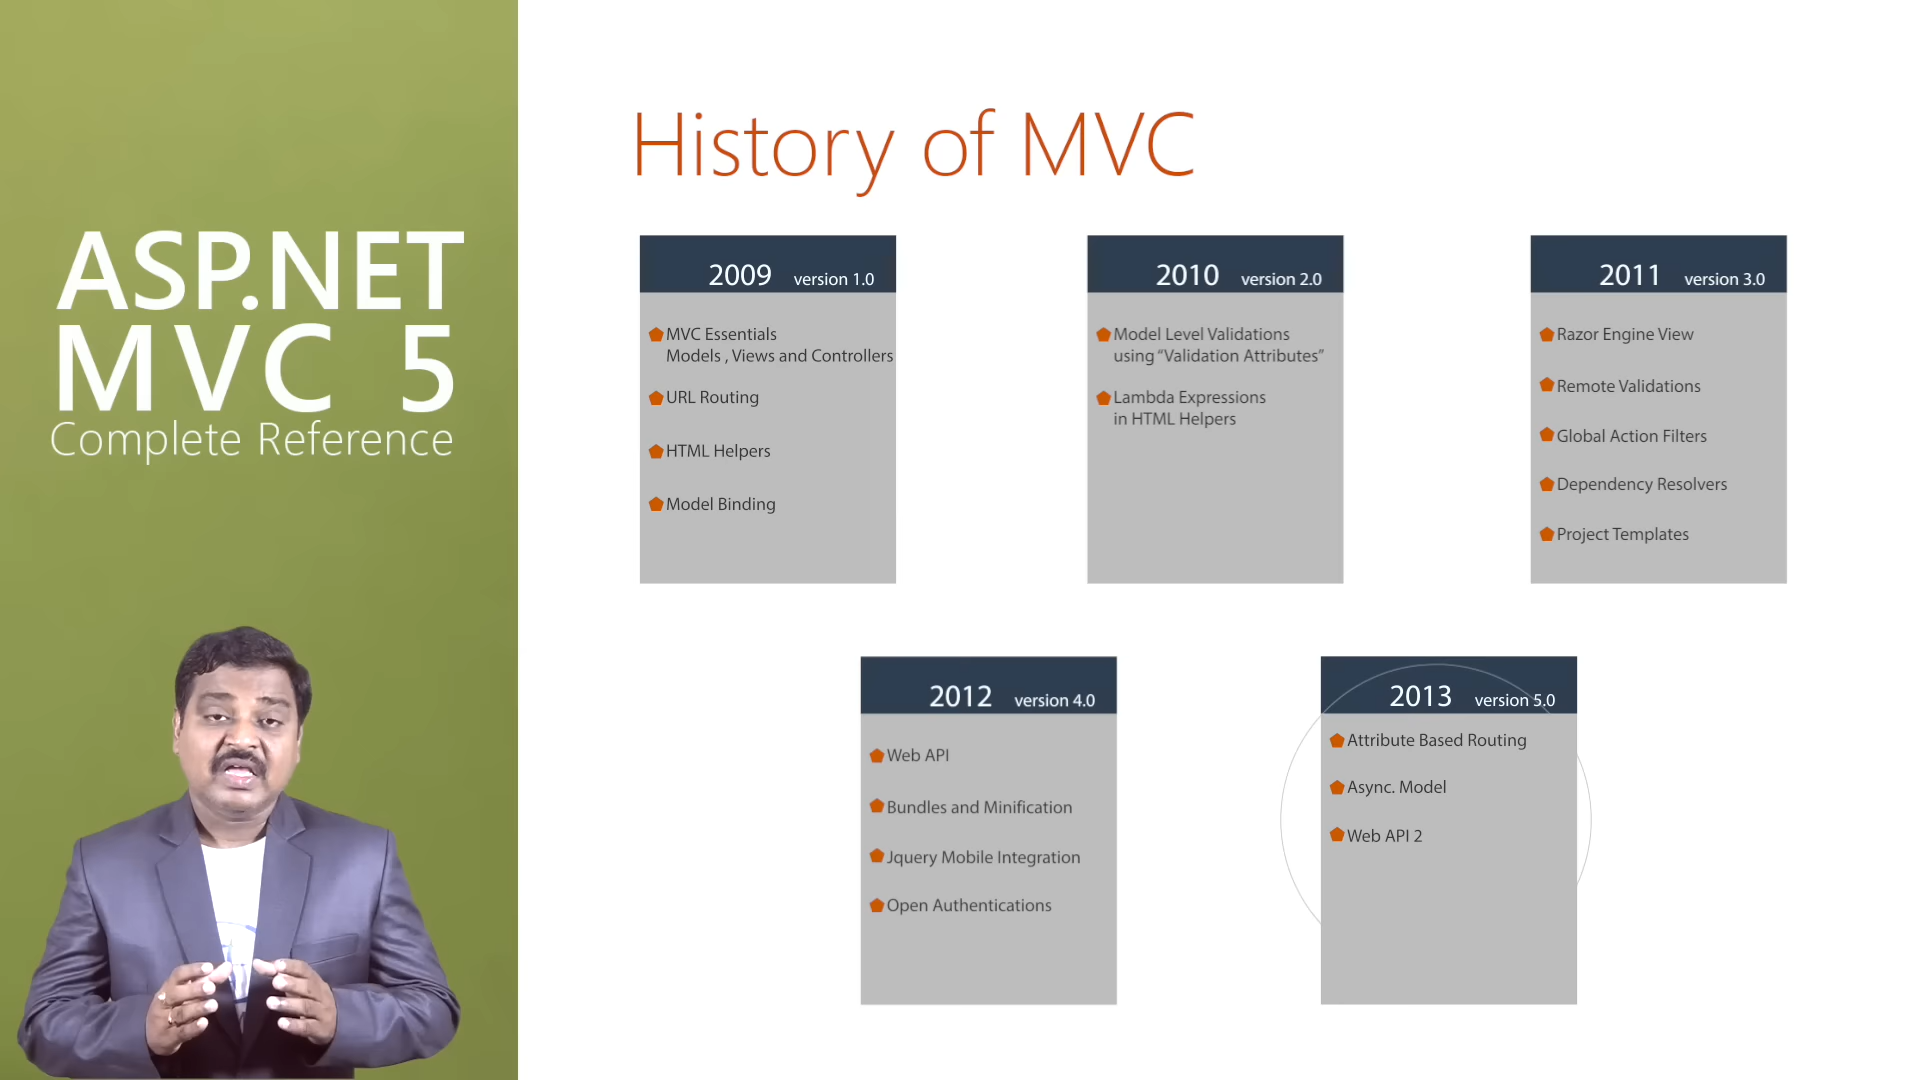 ASP.NET
MVC 5
Complete Reference
History of MVC
2009 version 1.0
MVC Essentials
Models , Views and Controllers
URL Routing
HTML Helpers
Model Binding
2010 version 2.0
Model Level Validations
using “Validation Attributes”
Lambda Expressions
in HTML Helpers
2011 version 3.0
Razor Engine View
Remote Validations
Global Action Filters
Dependency Resolvers
Project Templates
2012 version 4.0
Web API
Bundles and Minification
Jquery Mobile Integration
Open Authentications
2013 version 5.0
Attribute Based Routing
Async. Model
Web API 2